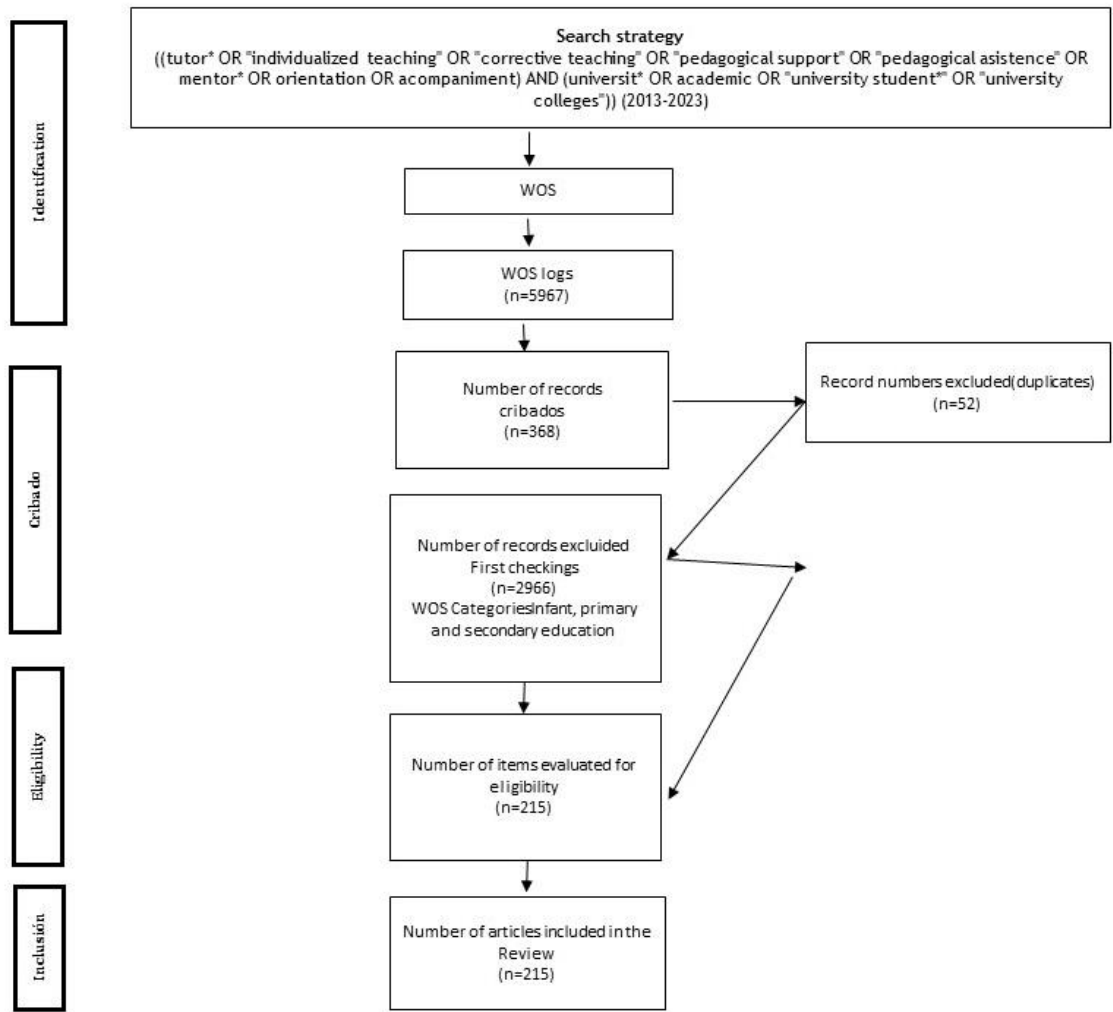 Search strategy
((tutor* OR "individualized teaching" OR "corrective teaching" OR "pedagogical support" OR "pedagogical asistence" OR
mentor* OR orientation OR acompaniment) AND (universit* OR academic OR "university student*" OR "university
colleges")) (2013-2023)
Identification
WOS
WOS logs
(n=5967)
Cribado
Number of records
cribados
(n=368)
Record numbers excluded(duplicates)
(n=52)
Number of records excluided
First checkings
(n=2966)
WOS CategoriesInfant, primary
and secondary education
Eligibility
Number of items evaluated for
eligibility
(n=215)
Inclusión
Number of articles included in the
Review
(n=215)